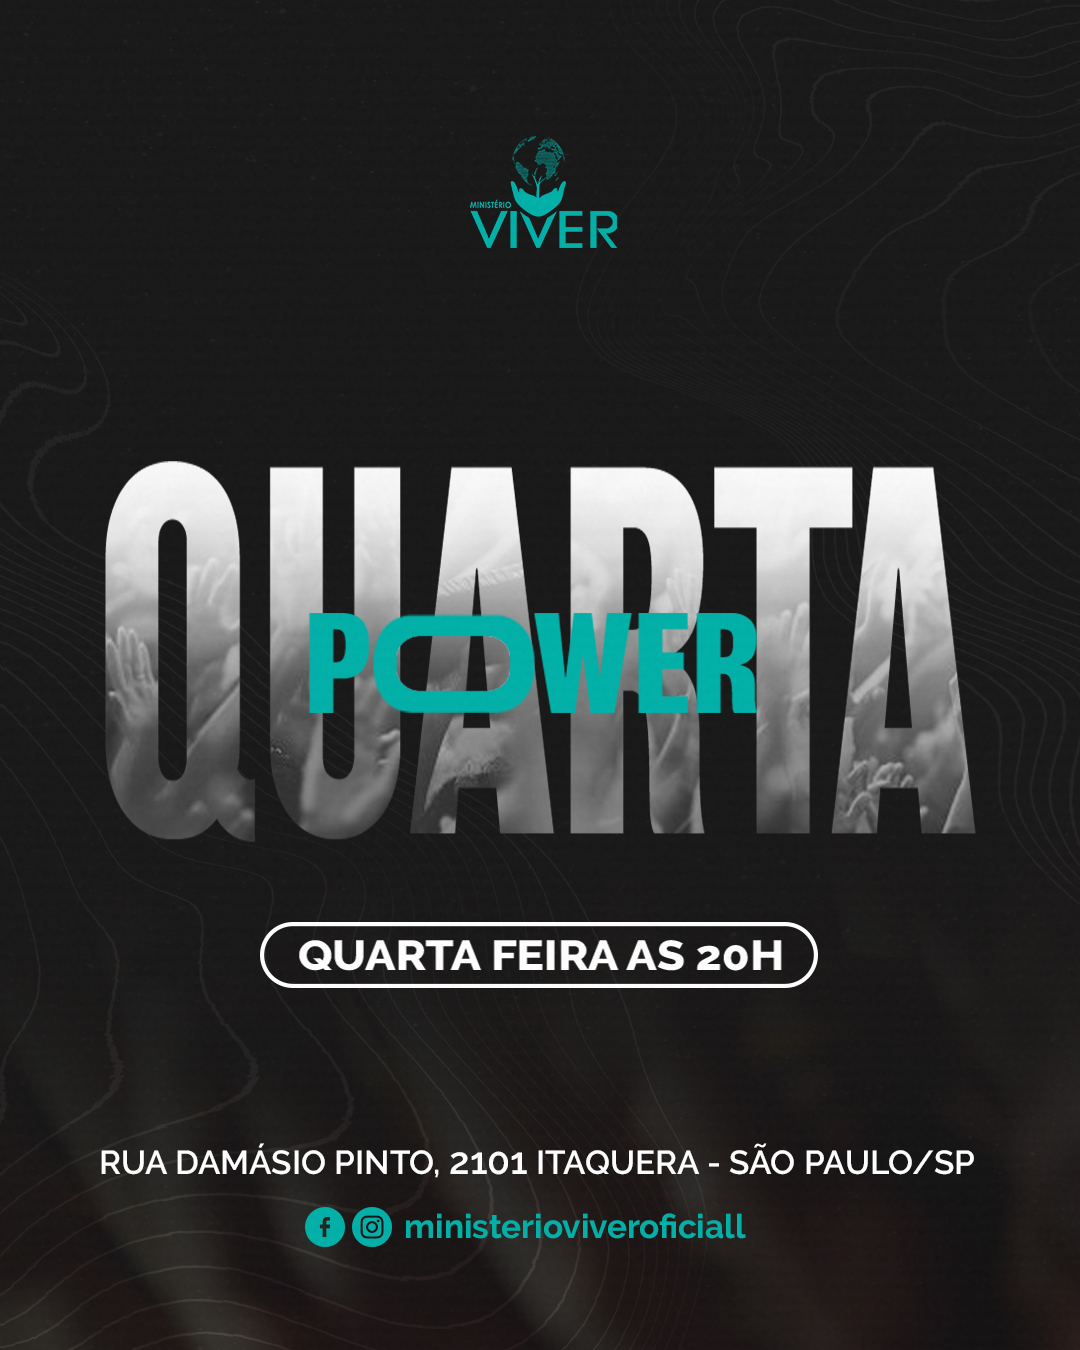 MINISTÉRIO
VIVER
QUARTA
POWER
QUARTA FEIRA AS 20H
RUA DAMÁSIO PINTO, 2101 ITAQUERA - SÃO PAULO/SP
ministerioviveroficiall